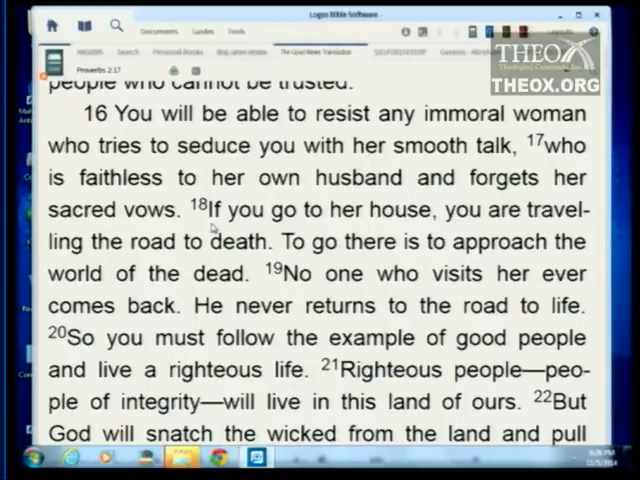 Logos Bible Software
Documents Guides Tools
Search Personal Books The Good News Translation
Proverbs 2:17
THEOX
THEOX.ORG
people who cannot be trusted.
16 You will be able to resist any immoral woman
who tries to seduce you with her smooth talk, 17who
is faithless to her own husband and forgets her
sacred vows. 18If you go to her house, you are travel-
ling the road to death. To go there is to approach the
world of the dead. 19No one who visits her ever
comes back. He never returns to the road to life.
20So you must follow the example of good people
and live a righteous life. 21Righteous people—peo-
ple of integrity—will live in this land of ours. 22But
God will snatch the wicked from the land and pull